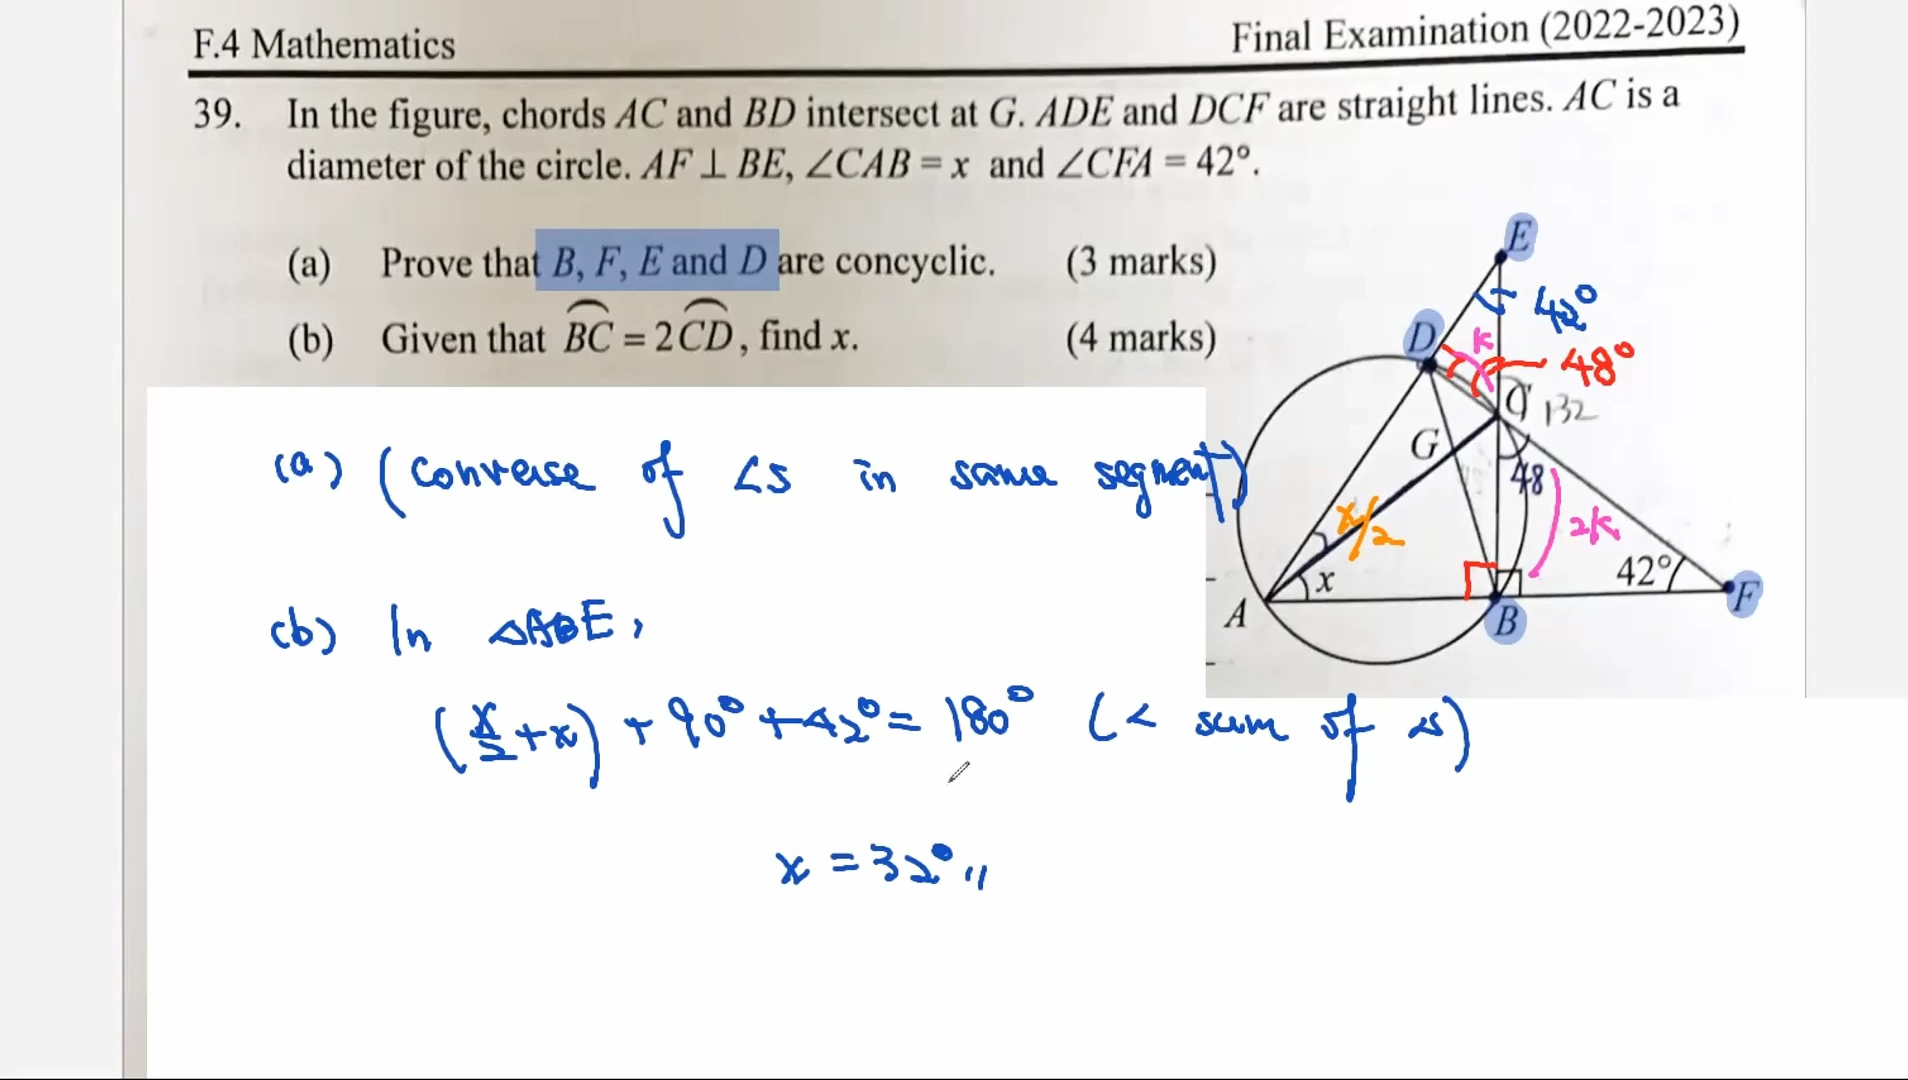 F.4 Mathematics
Final Examination (2022-2023)
39. In the figure, chords AC and BD intersect at G. ADE and DCF are straight lines. AC is a
diameter of the circle. AF ⊥ BE, ∠CAB = x and ∠CFA = 42°.
(a) Prove that B, F, E and D are concyclic. (3 marks)
(b) Given that B͡C = 2C͡D, find x. (4 marks)
E
42°
D
k
48°
C 132
G
48
x/2
2k
x
42°
A
B
F
(a) (converse of ∠s in same segment)
(b) In △ABE,
(x/2 + x) + 90° + 42° = 180° (∠ sum of △)
x = 32° //